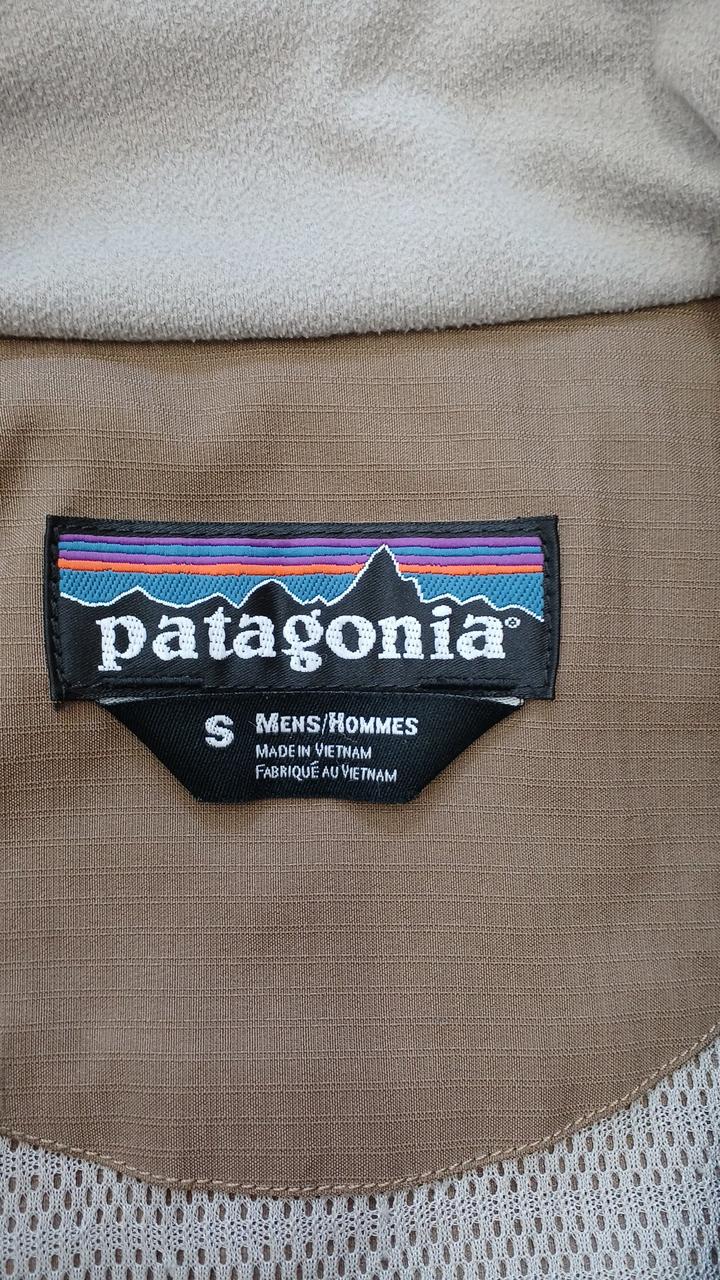 patagonia®
S MENS/HOMMES
MADE IN VIETNAM
FABRIQUÉ AU VIETNAM